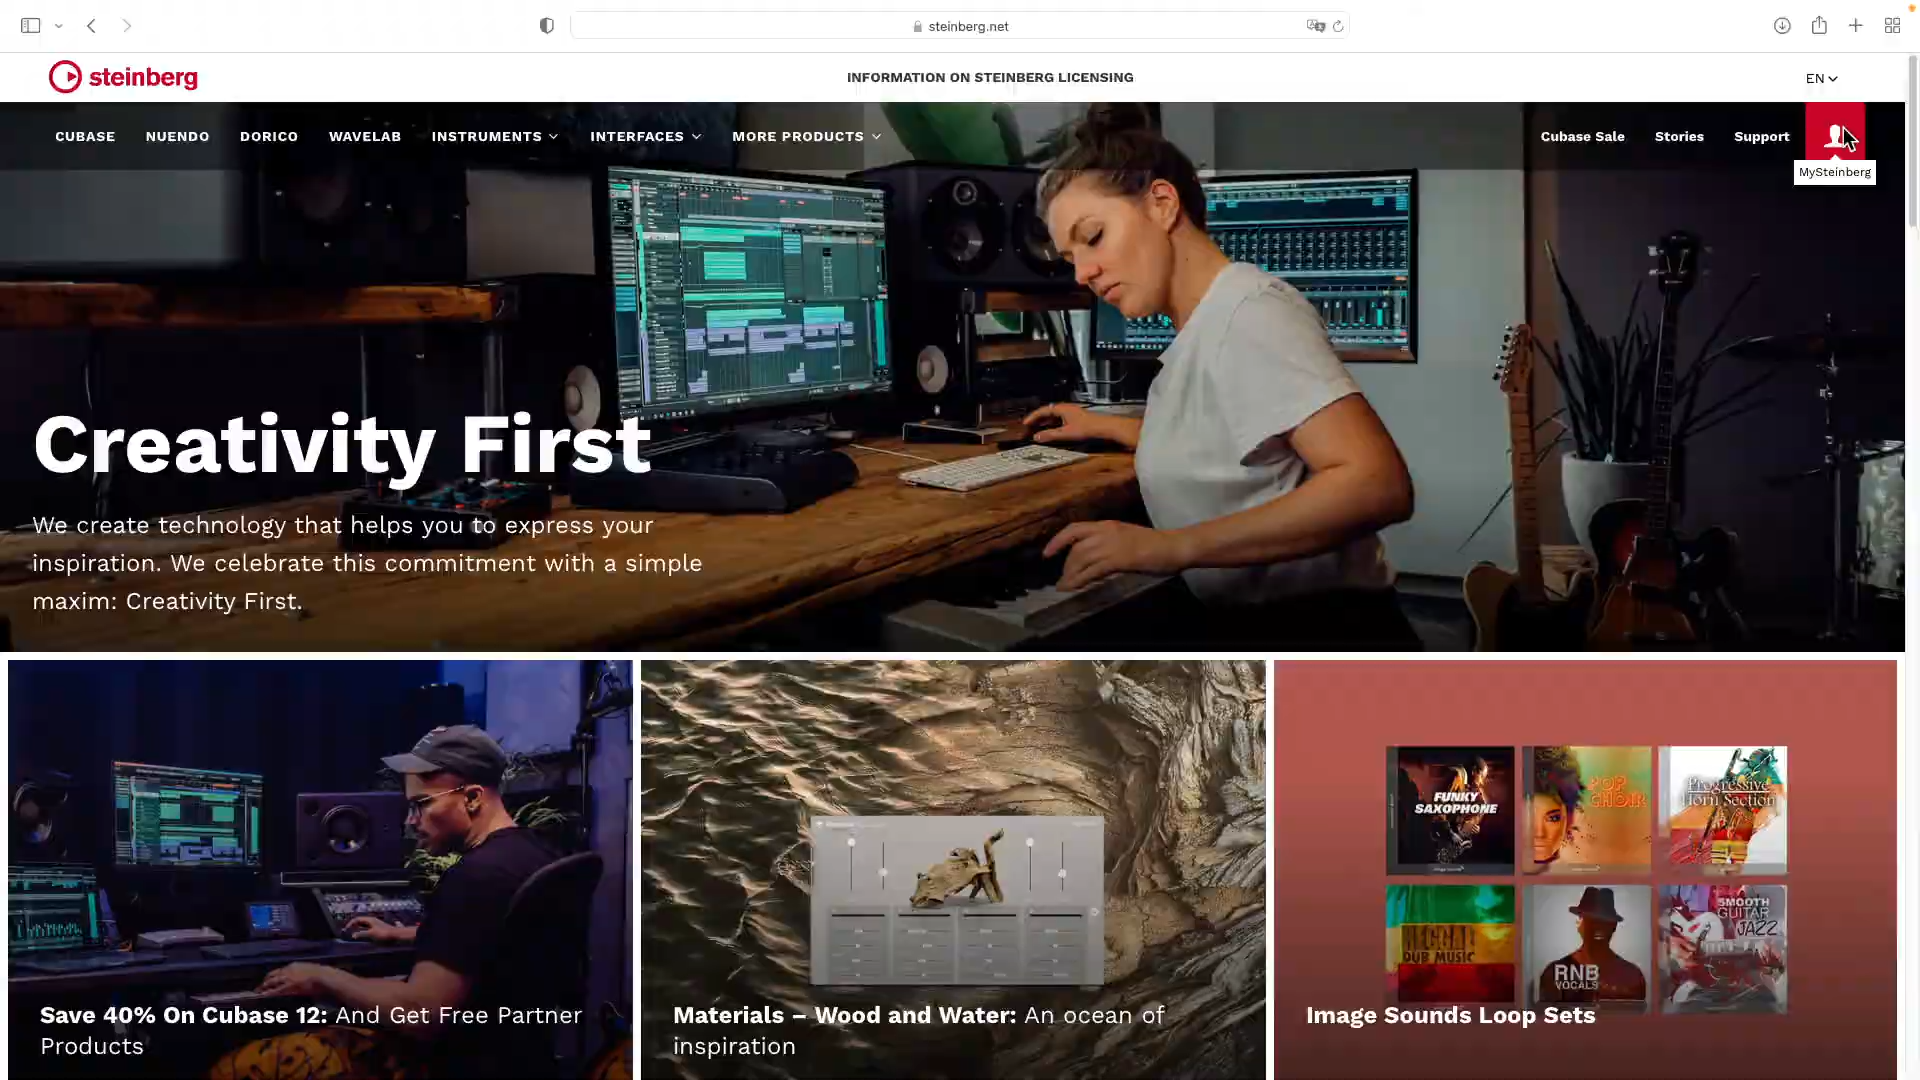 steinberg.net
steinberg
INFORMATION ON STEINBERG LICENSING
EN
CUBASE
NUENDO
DORICO
WAVELAB
INSTRUMENTS
INTERFACES
MORE PRODUCTS
Cubase Sale
Stories
Support
MySteinberg
Creativity First
We create technology that helps you to express your
inspiration. We celebrate this commitment with a simple
maxim: Creativity First.
Save 40% On Cubase 12: And Get Free Partner
Products
Materials – Wood and Water: An ocean of
inspiration
FUNKY
SAXOPHONE
POP
CHOIR
Progressive
Horn Section
REGGAE
DUB MUSIC
RNB
VOCALS
SMOOTH
GUITAR
JAZZ
Image Sounds Loop Sets